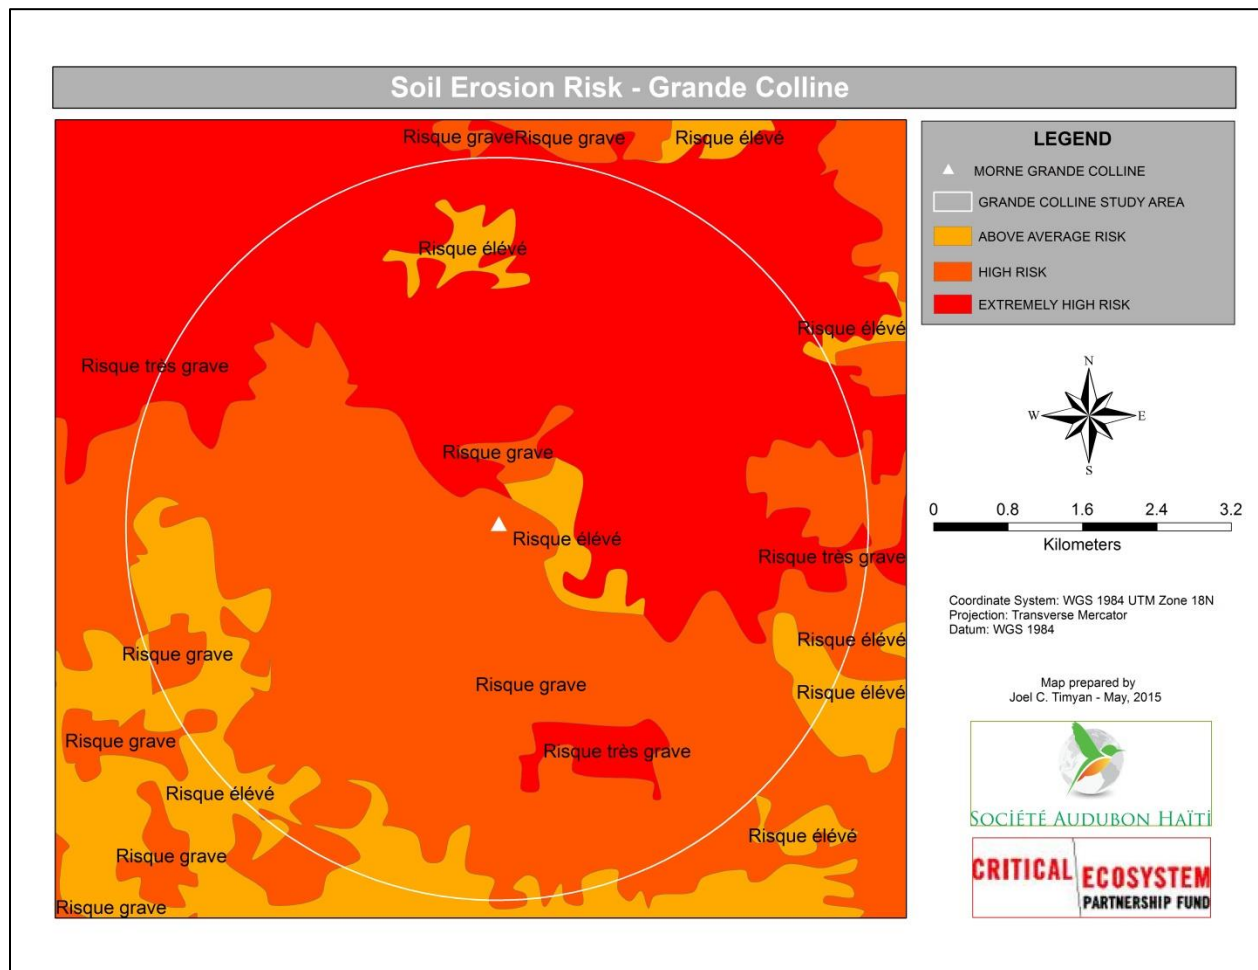 Soil Erosion Risk - Grande Colline
Risque grave
Risque grave
Risque élévé
Risque élévé
Risque élévé
Risque très grave
Risque grave
Risque élévé
Risque très grave
Risque élévé
Risque grave
Risque grave
Risque élévé
Risque grave
Risque très grave
Risque élévé
Risque élévé
Risque grave
Risque grave
LEGEND
MORNE GRANDE COLLINE
GRANDE COLLINE STUDY AREA
ABOVE AVERAGE RISK
HIGH RISK
EXTREMELY HIGH RISK
N
W E
S
0 0.8 1.6 2.4 3.2
Kilometers
Coordinate System: WGS 1984 UTM Zone 18N
Projection: Transverse Mercator
Datum: WGS 1984
Map prepared by
Joel C. Timyan - May, 2015
SOCIÉTÉ AUDUBON HAÏTI
CRITICAL ECOSYSTEM
PARTNERSHIP FUND